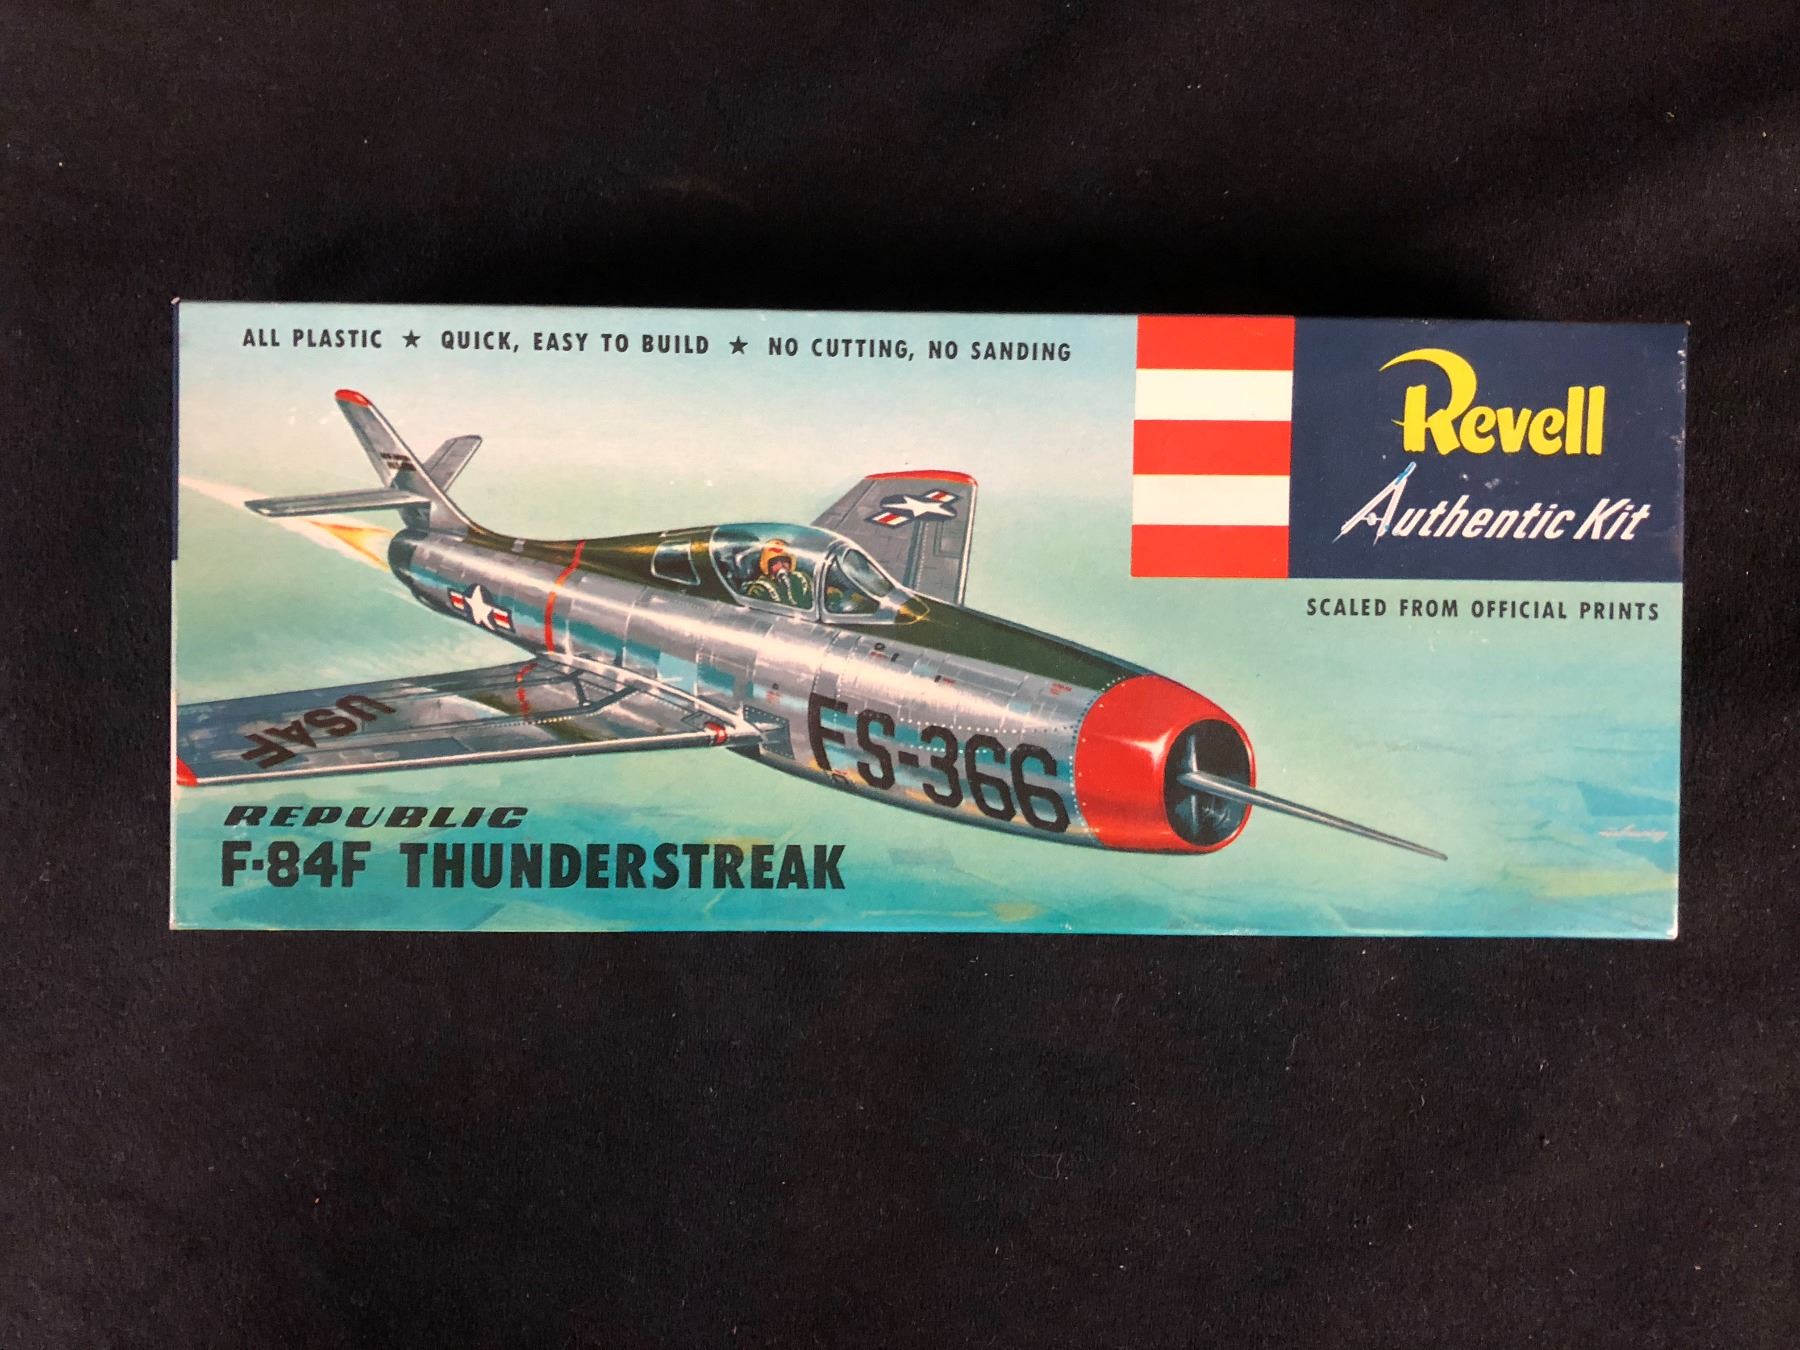 ALL PLASTIC ★ QUICK, EASY TO BUILD ★ NO CUTTING, NO SANDING
Revell
Authentic Kit
SCALED FROM OFFICIAL PRINTS
USAF
FS-366
REPUBLIC
F-84F THUNDERSTREAK